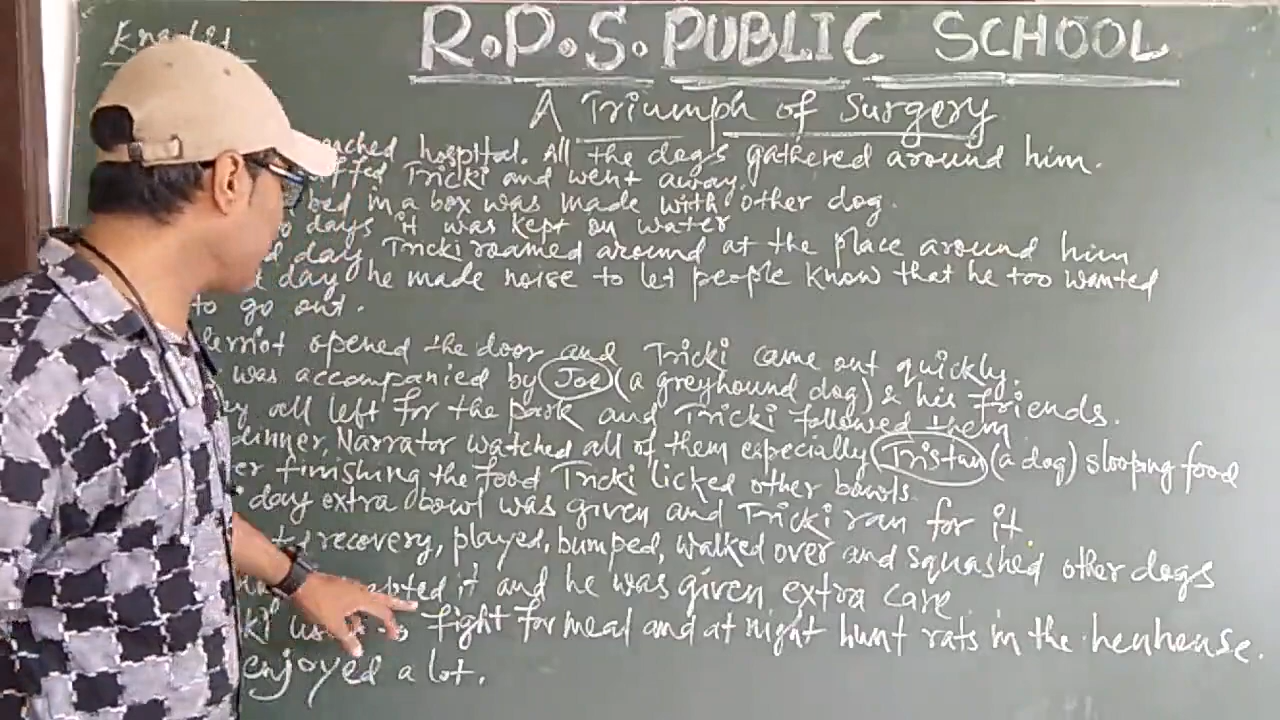 R.P.S. PUBLIC SCHOOL
A Triumph of Surgery
hospital. All the dogs gathered around him.
Tricki and went away.
bed in a box was made with other dog.
days it was kept on water
day Tricki roamed around at the place around him
day he made noise to let people know that he too wanted
to go out.
opened the door and Tricki came out quickly.
was accompanied by Joe (a greyhound dog) & his friends.
all left for the park and Tricki followed them
dinner, Narrator watched all of them especially Tristan (a dog) slooping food
finishing the food Tricki licked other bowls.
day extra bowl was given and Tricki ran for it.
recovery, played, bumped, walked over and squashed other dogs
it and he was given extra care
fight for meal and at night hunt rats in the henhense.
enjoyed a lot.